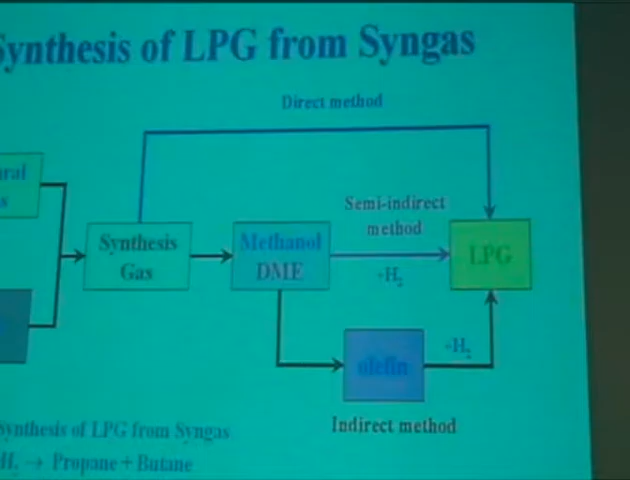 Synthesis of LPG from Syngas
Direct method
Semi-indirect
method
Synthesis
Gas
Methanol
DME
+H₂
LPG
olefin
+H₂
Indirect method
Synthesis of LPG from Syngas
H₂ → Propane + Butane